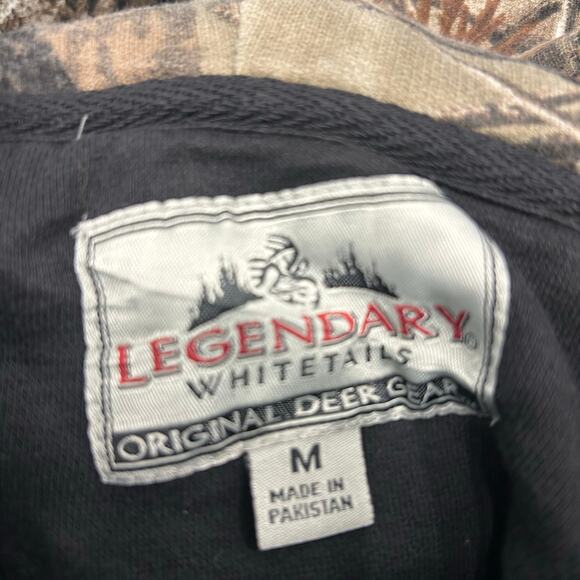 LEGENDARY®
WHITETAILS
ORIGINAL DEER GEAR
M
MADE IN
PAKISTAN